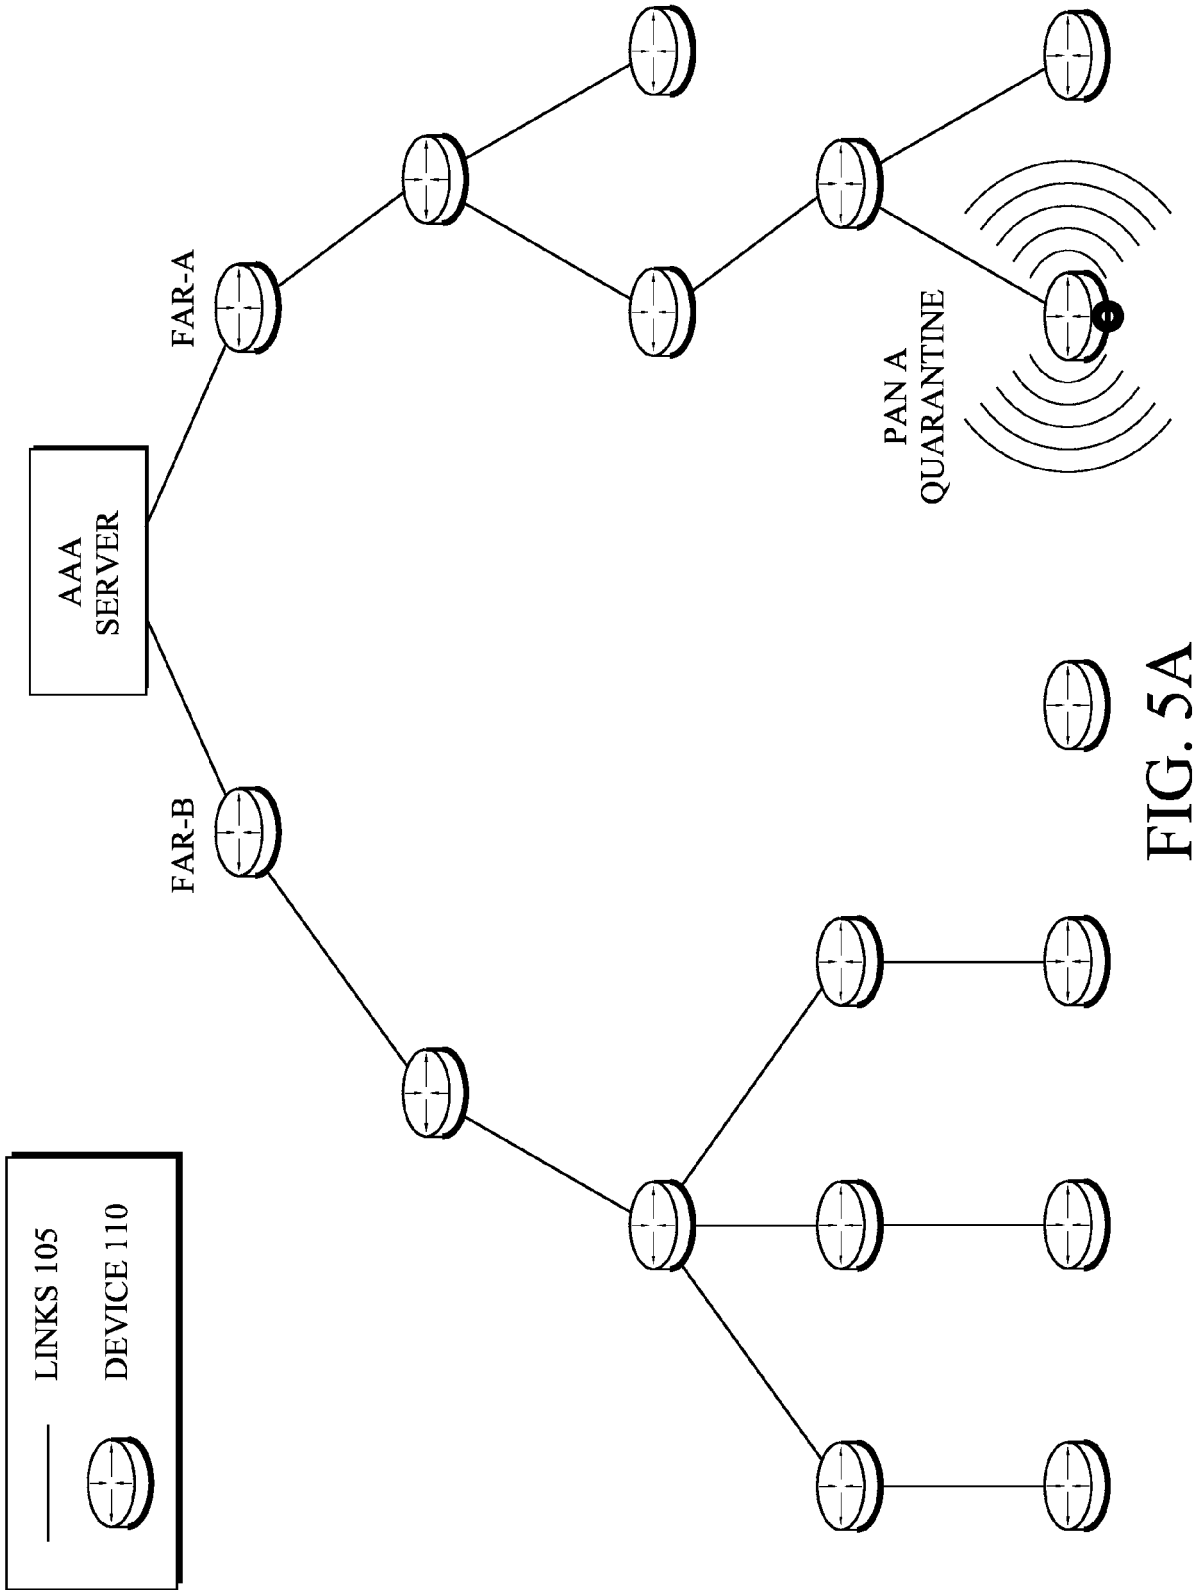 LINKS 105
DEVICE 110
AAA
SERVER
FAR-B
FAR-A
PAN A
QUARANTINE
FIG. 5A